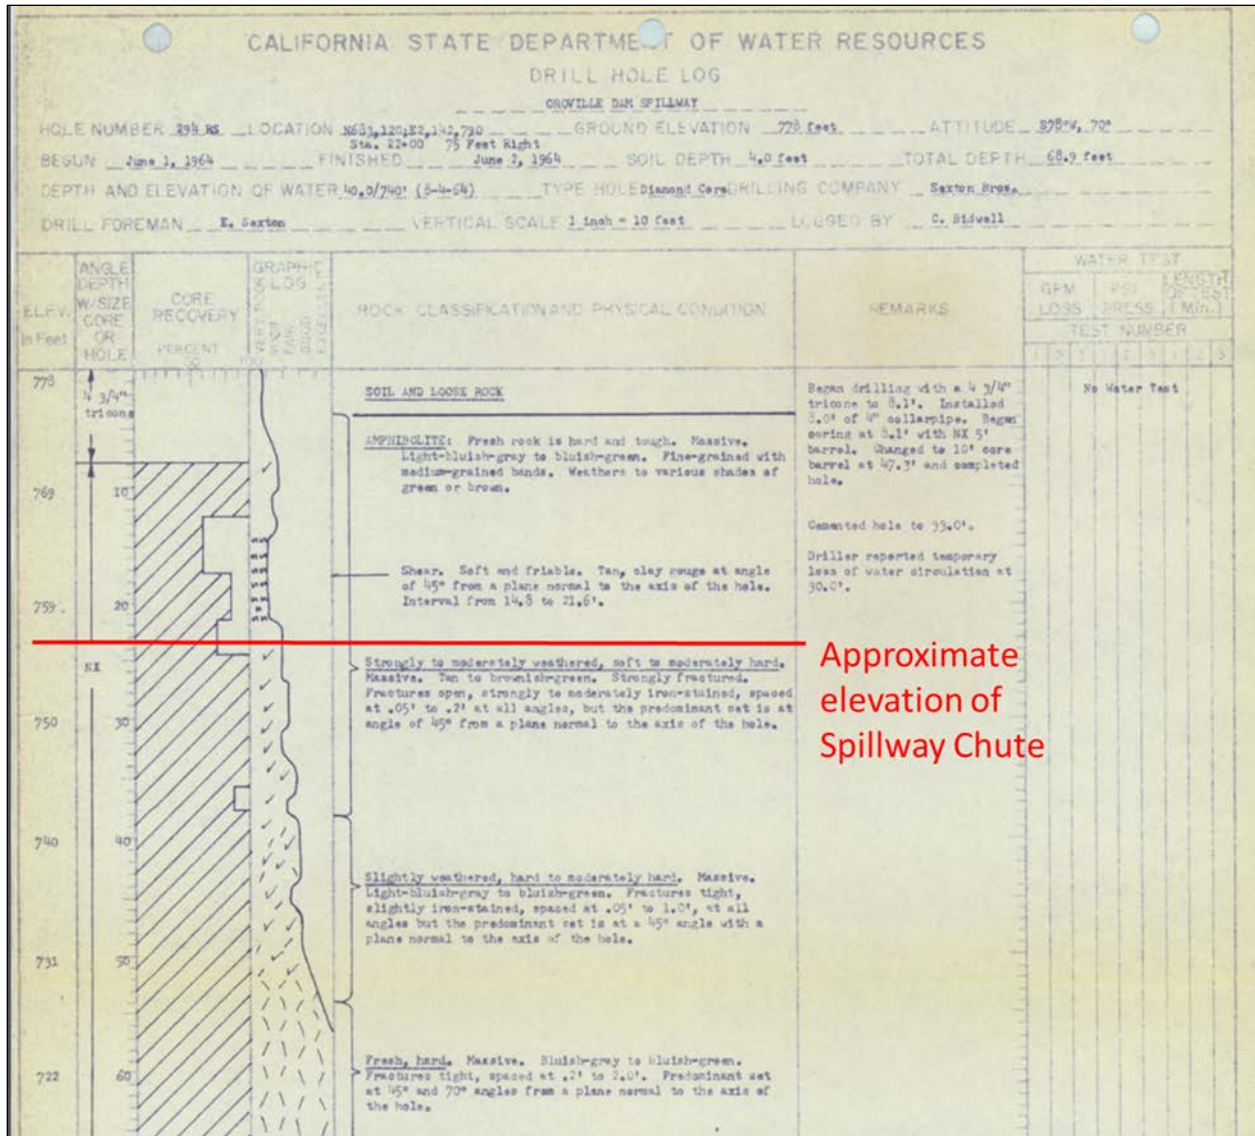 CALIFORNIA STATE DEPARTMENT OF WATER RESOURCES
DRILL HOLE LOG
OROVILLE DAM SPILLWAY
HOLE NUMBER 294 RS LOCATION N683,120;E2,142,790 GROUND ELEVATION 778 feet ATTITUDE S78°W, 70°
Sta. 22+00 75 Feet Right
BEGUN June 1, 1964 FINISHED June 2, 1964 SOIL DEPTH 4.0 feet TOTAL DEPTH 68.9 feet
DEPTH AND ELEVATION OF WATER 40.0/740' (6-4-64) TYPE HOLE Diamond Core DRILLING COMPANY Saxton Bros.
DRILL FOREMAN E. Sexton VERTICAL SCALE 1 inch = 10 feet LOGGED BY C. Bidwell
ELEV. In Feet
ANGLE DEPTH W/SIZE CORE OR HOLE
CORE RECOVERY
PERCENT
GRAPHIC LOG
VERY POOR
POOR
FAIR
GOOD
EXCELLENT
ROCK CLASSIFICATION AND PHYSICAL CONDITION
REMARKS
WATER TEST
GPM LOSS PSI PRESS LENGTH OF TEST (Min.)
TEST NUMBER
1 2 3 1 2 3 1 2 3
778
4 3/4"
tricone
SOIL AND LOOSE ROCK
AMPHIBOLITE: Fresh rock is hard and tough. Massive.
Light-bluish-gray to bluish-green. Fine-grained with
medium-grained bands. Weathers to various shades of
green or brown.
Began drilling with a 4 3/4"
tricone to 8.1'. Installed
8.0' of 4" collarpipe. Began
coring at 8.1' with NX 5'
barrel. Changed to 10' core
barrel at 47.3' and completed
hole.
No Water Test
769 10
Cemented hole to 33.0'.
Driller reported temporary
loss of water circulation at
30.0'.
Shear. Soft and friable. Tan, clay gouge at angle
of 45° from a plane normal to the axis of the hole.
Interval from 14.8 to 21.6'.
759 20
Approximate
elevation of
Spillway Chute
NX
Strongly to moderately weathered, soft to moderately hard.
Massive. Tan to brownish-green. Strongly fractured.
Fractures open, strongly to moderately iron-stained, spaced
at .05' to .2' at all angles, but the predominant set is at
angle of 45° from a plane normal to the axis of the hole.
750 30
740 40
Slightly weathered, hard to moderately hard. Massive.
Light-bluish-gray to bluish-green. Fractures tight,
slightly iron-stained, spaced at .05' to 1.0', at all
angles but the predominant set is at a 45° angle with a
plane normal to the axis of the hole.
731 50
722 60
Fresh, hard. Massive. Bluish-gray to bluish-green.
Fractures tight, spaced at .2' to 2.0'. Predominant set
at 45° and 70° angles from a plane normal to the axis of
the hole.